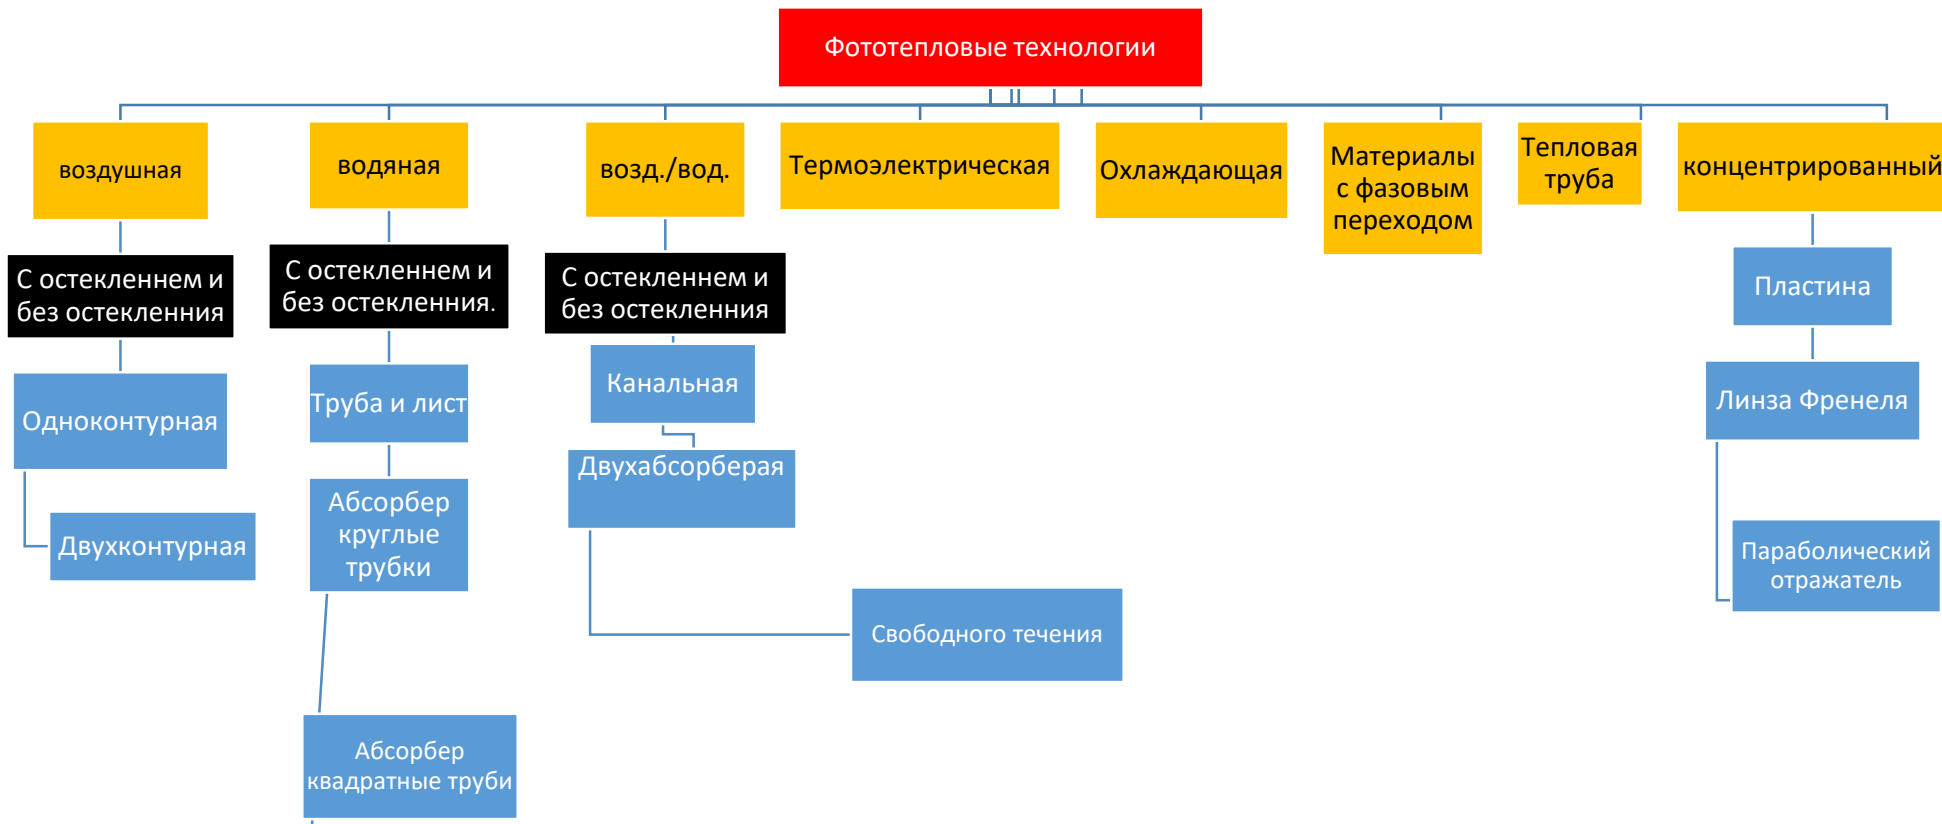 Фототепловые технологии
воздушная
водяная
возд./вод.
Термоэлектрическая
Охлаждающая
Материалы
с фазовым
переходом
Тепловая
труба
концентрированный
С остекленнем и
без остекленния
С остекленнем и
без остекленния.
С остекленнем и
без остекленния
Пластина
Одноконтурная
Труба и лист
Канальная
Линза Френеля
Двухконтурная
Абсорбер
круглые
трубки
Двухабсорберая
Параболический
отражатель
Свободного течения
Абсорбер
квадратные труби